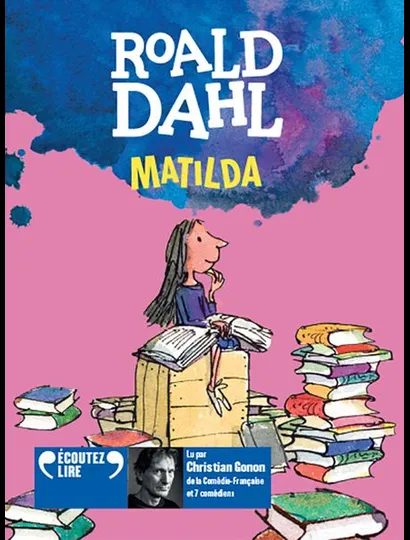 ROALD
DAHL
MATILDA
ÉCOUTEZ
LIRE
Lu par
Christian Gonon
de la Comédie-Française
et 7 comédiens